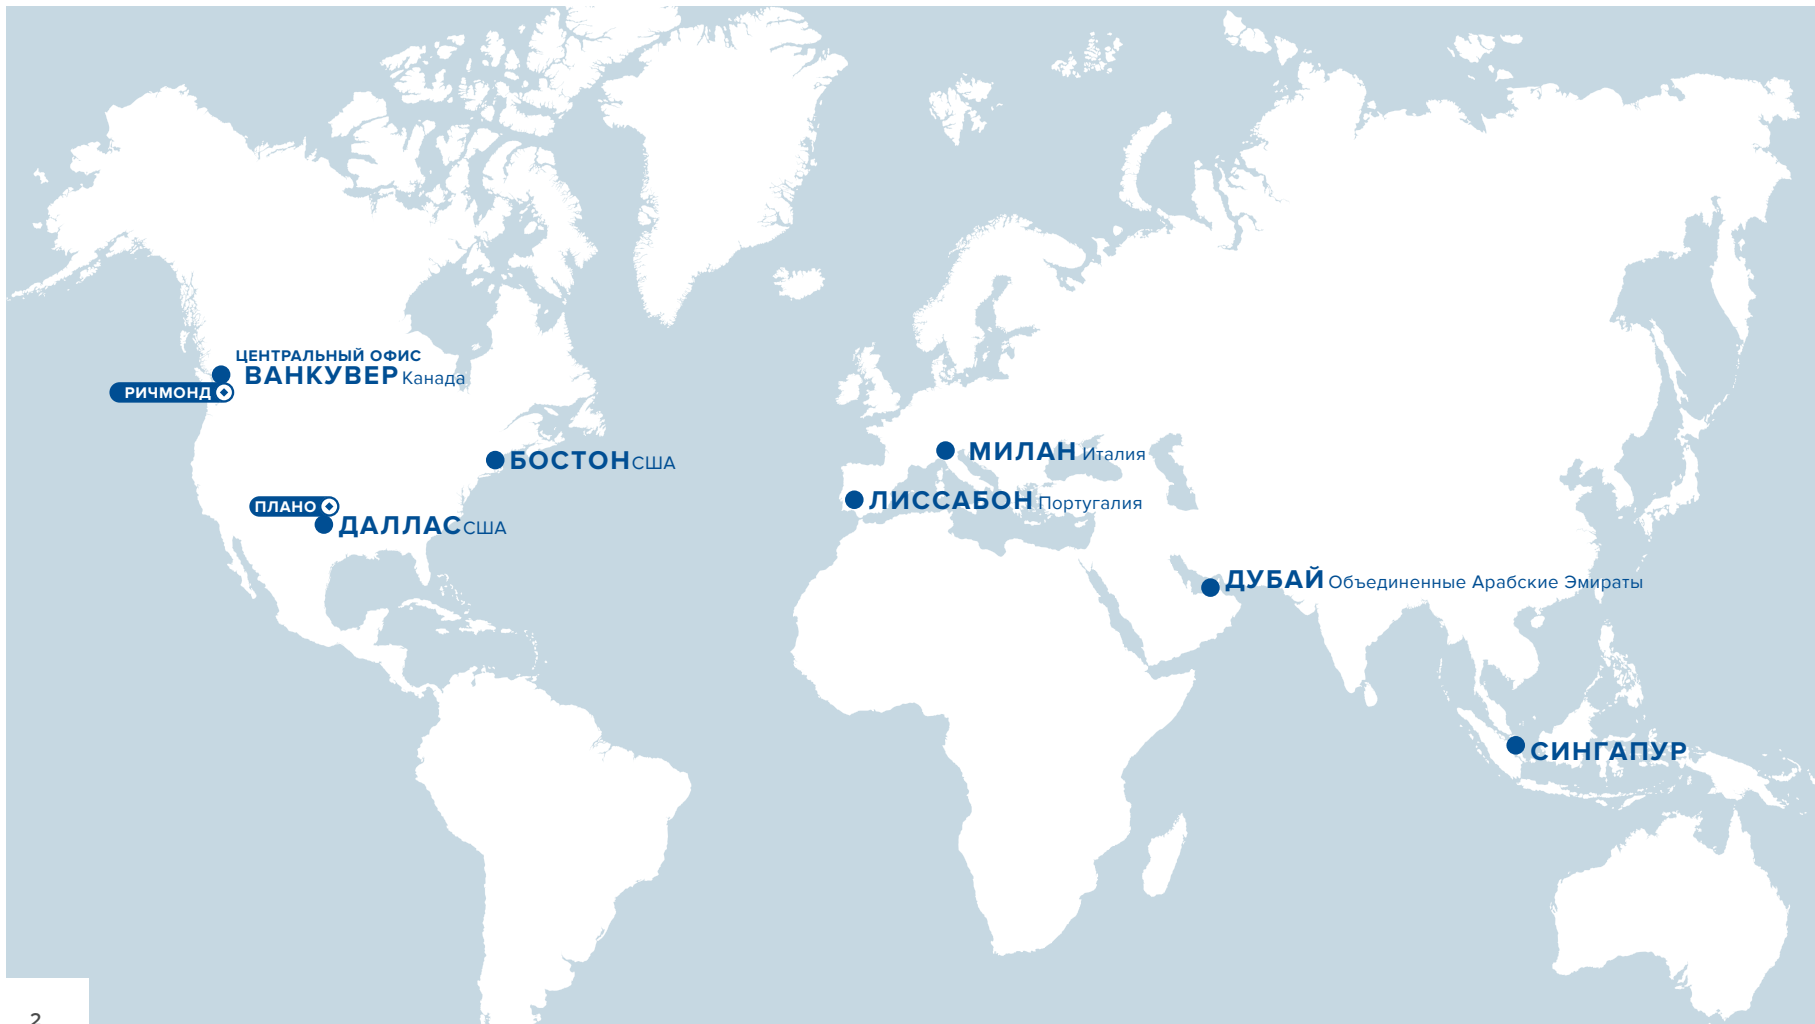 ЦЕНТРАЛЬНЫЙ ОФИС
ВАНКУВЕР Канада
РИЧМОНД
БОСТОН США
ПЛАНО
ДАЛЛАС США
МИЛАН Италия
ЛИССАБОН Португалия
ДУБАЙ Объединенные Арабские Эмираты
СИНГАПУР
2